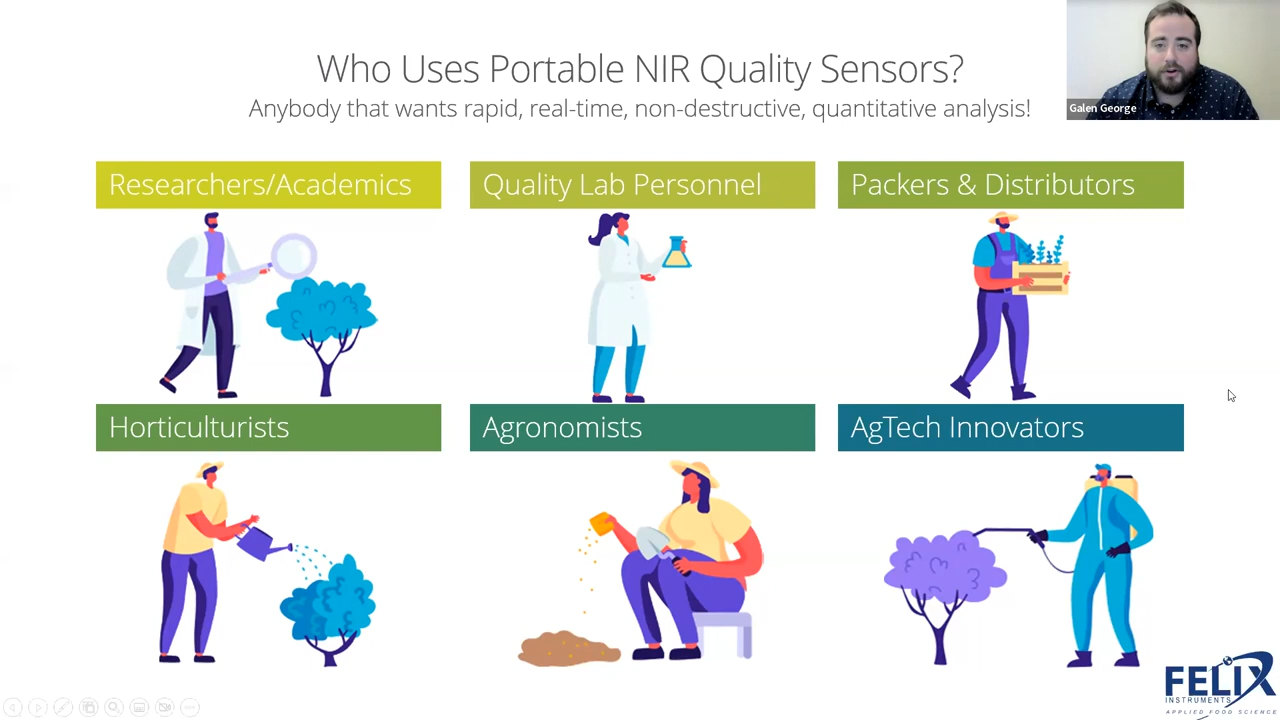 Who Uses Portable NIR Quality Sensors?
Anybody that wants rapid, real-time, non-destructive, quantitative analysis!
Galen George
Researchers/Academics
Quality Lab Personnel
Packers & Distributors
Horticulturists
Agronomists
AgTech Innovators
FELIX
INSTRUMENTS
APPLIED FOOD SCIENCE